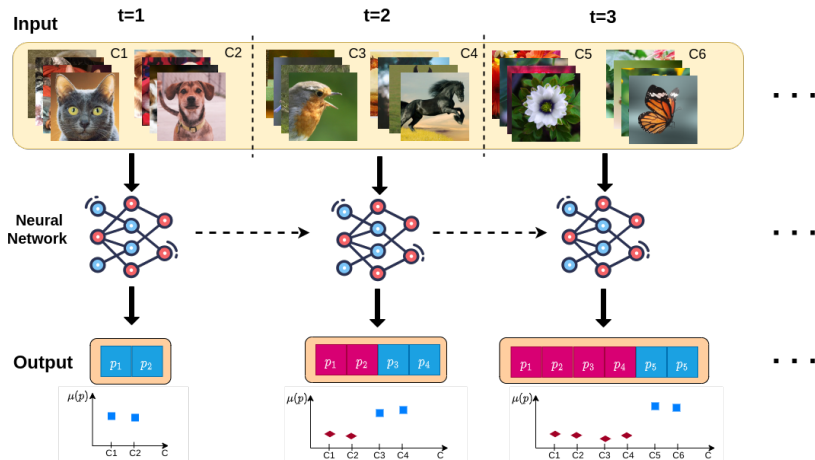 Input
t=1
t=2
t=3
C1
C2
C3
C4
C5
C6
. . .
Neural
Network
. . .
Output
p₁ p₂
p₁ p₂ p₃ p₄
p₁ p₂ p₃ p₄ p₅ p₅
. . .
μ(p)
C1 C2 C
μ(p)
C1 C2 C3 C4 C
μ(p)
C1 C2 C3 C4 C5 C6 C